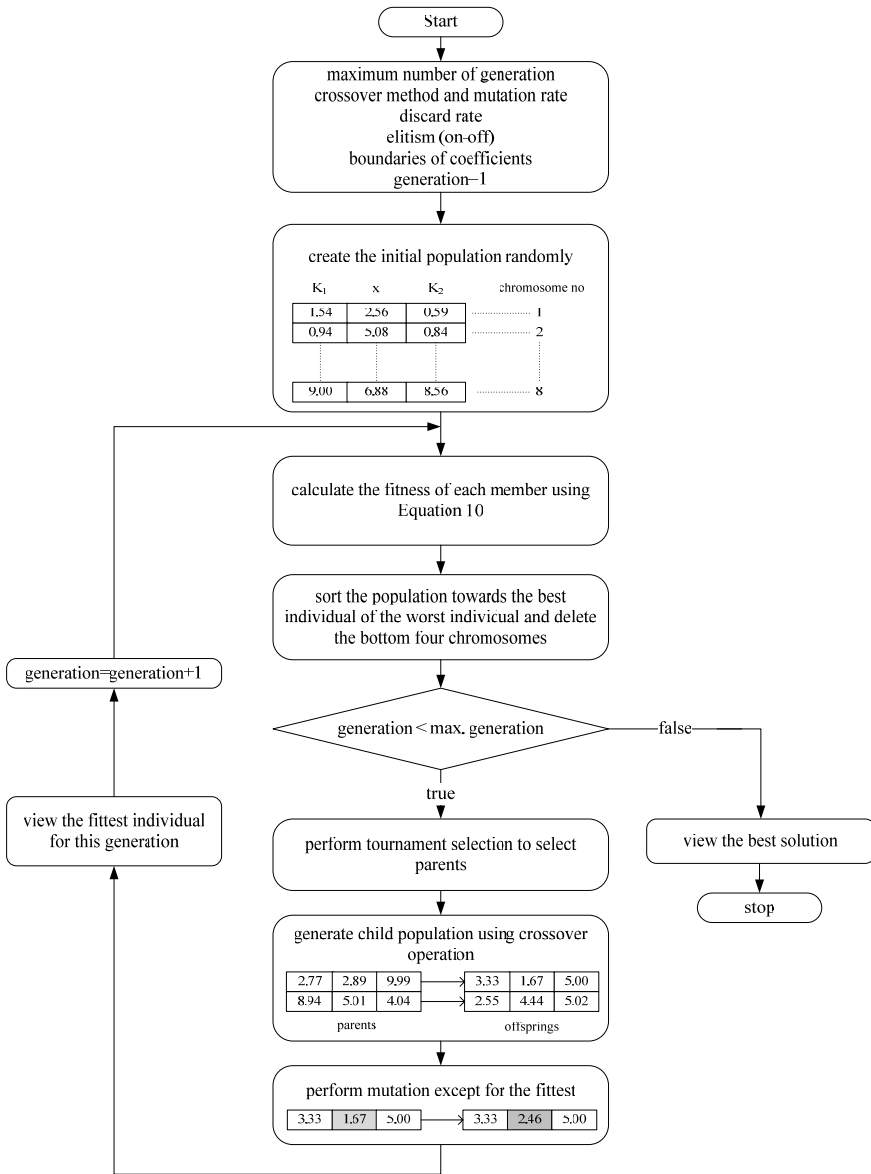 Start
maximum number of generation
crossover method and mutation rate
discard rate
elitism (on-off)
boundaries of coefficients
generation=1
create the initial population randomly
K₁ x K₂ chromosome no
1.54 2.56 0.59 1
0.94 5.08 0.84 2
9.00 6.88 8.56 8
calculate the fitness of each member using
Equation 10
sort the population towards the best
individual of the worst indivicual and delete
the bottom four chromosomes
generation=generation+1
generation < max. generation
false
true
view the fittest individual
for this generation
perform tournament selection to select
parents
view the best solution
stop
generate child population using crossover
operation
2.77 2.89 9.99 3.33 1.67 5.00
8.94 5.01 4.04 2.55 4.44 5.02
parents offsprings
perform mutation except for the fittest
3.33 1.67 5.00 3.33 2.46 5.00